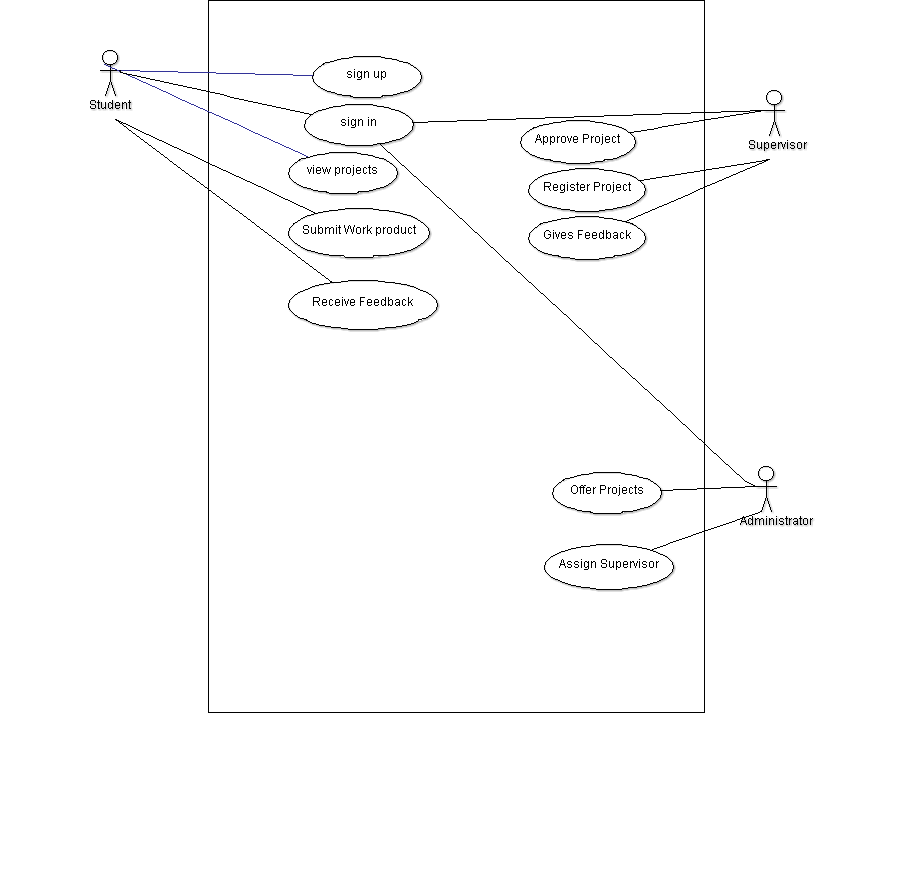 sign up
Student
sign in
Approve Project
Supervisor
view projects
Register Project
Submit Work product
Gives Feedback
Receive Feedback
Offer Projects
Administrator
Assign Supervisor